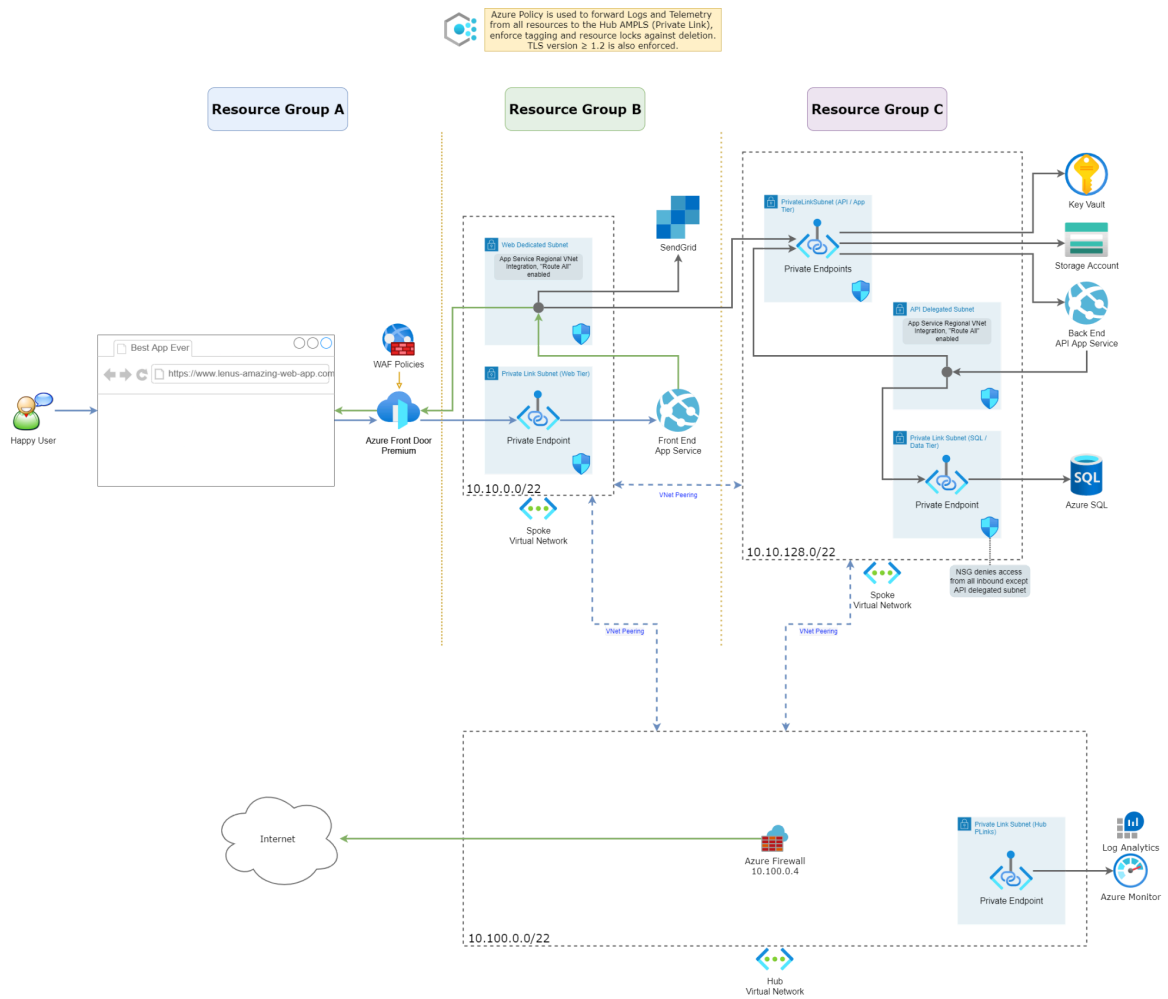 Azure Policy is used to forward Logs and Telemetry
from all resources to the Hub AMPLS (Private Link),
enforce tagging and resource locks against deletion.
TLS version ≥ 1.2 is also enforced.
Resource Group A
Resource Group B
Resource Group C
Key Vault
PrivateLinkSubnet (API / App
Tier)
Private Endpoints
Storage Account
Back End
API App Service
SendGrid
Web Dedicated Subnet
App Service Regional VNet
Integration, "Route All"
enabled
API Delegated Subnet
App Service Regional VNet
Integration, "Route All"
enabled
Best App Ever
https://www.lenus-amazing-web-app.com
WAF Policies
Happy User
Azure Front Door
Premium
Private Link Subnet (Web Tier)
Private Endpoint
Front End
App Service
Private Link Subnet (SQL /
Data Tier)
Private Endpoint
SQL
Azure SQL
10.10.0.0/22
VNet Peering
Spoke
Virtual Network
10.10.128.0/22
NSG denies access
from all inbound except
API delegated subnet
Spoke
Virtual Network
VNet Peering
VNet Peering
Internet
Azure Firewall
10.100.0.4
Private Link Subnet (Hub
PLinks)
Private Endpoint
Log Analytics
Azure Monitor
10.100.0.0/22
Hub
Virtual Network